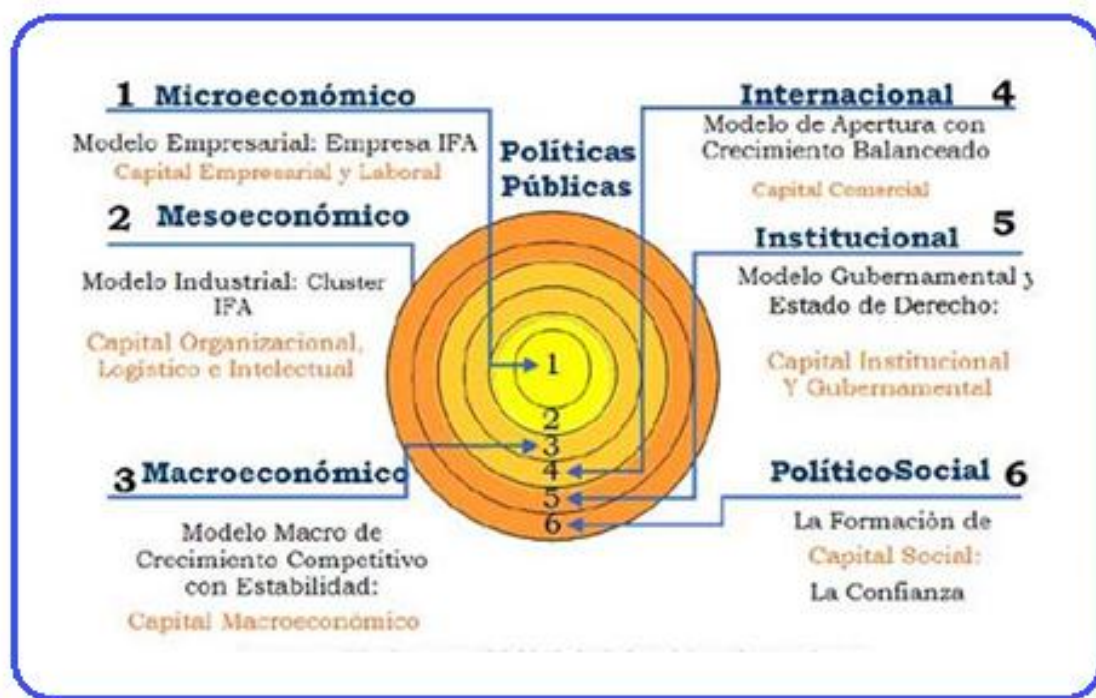 1 Microeconómico
Modelo Empresarial: Empresa IFA
Capital Empresarial y Laboral
2 Mesoeconómico
Modelo Industrial: Cluster
IFA
Capital Organizacional,
Logístico e Intelectual
3 Macroeconómico
Modelo Macro de
Crecimiento Competitivo
con Estabilidad:
Capital Macroeconómico
Políticas
Públicas
1
2
3
4
5
6
Internacional 4
Modelo de Apertura con
Crecimiento Balanceado
Capital Comercial
Institucional 5
Modelo Gubernamental y
Estado de Derecho:
Capital Institucional
Y Gubernamental
Político-Social 6
La Formación de
Capital Social:
La Confianza